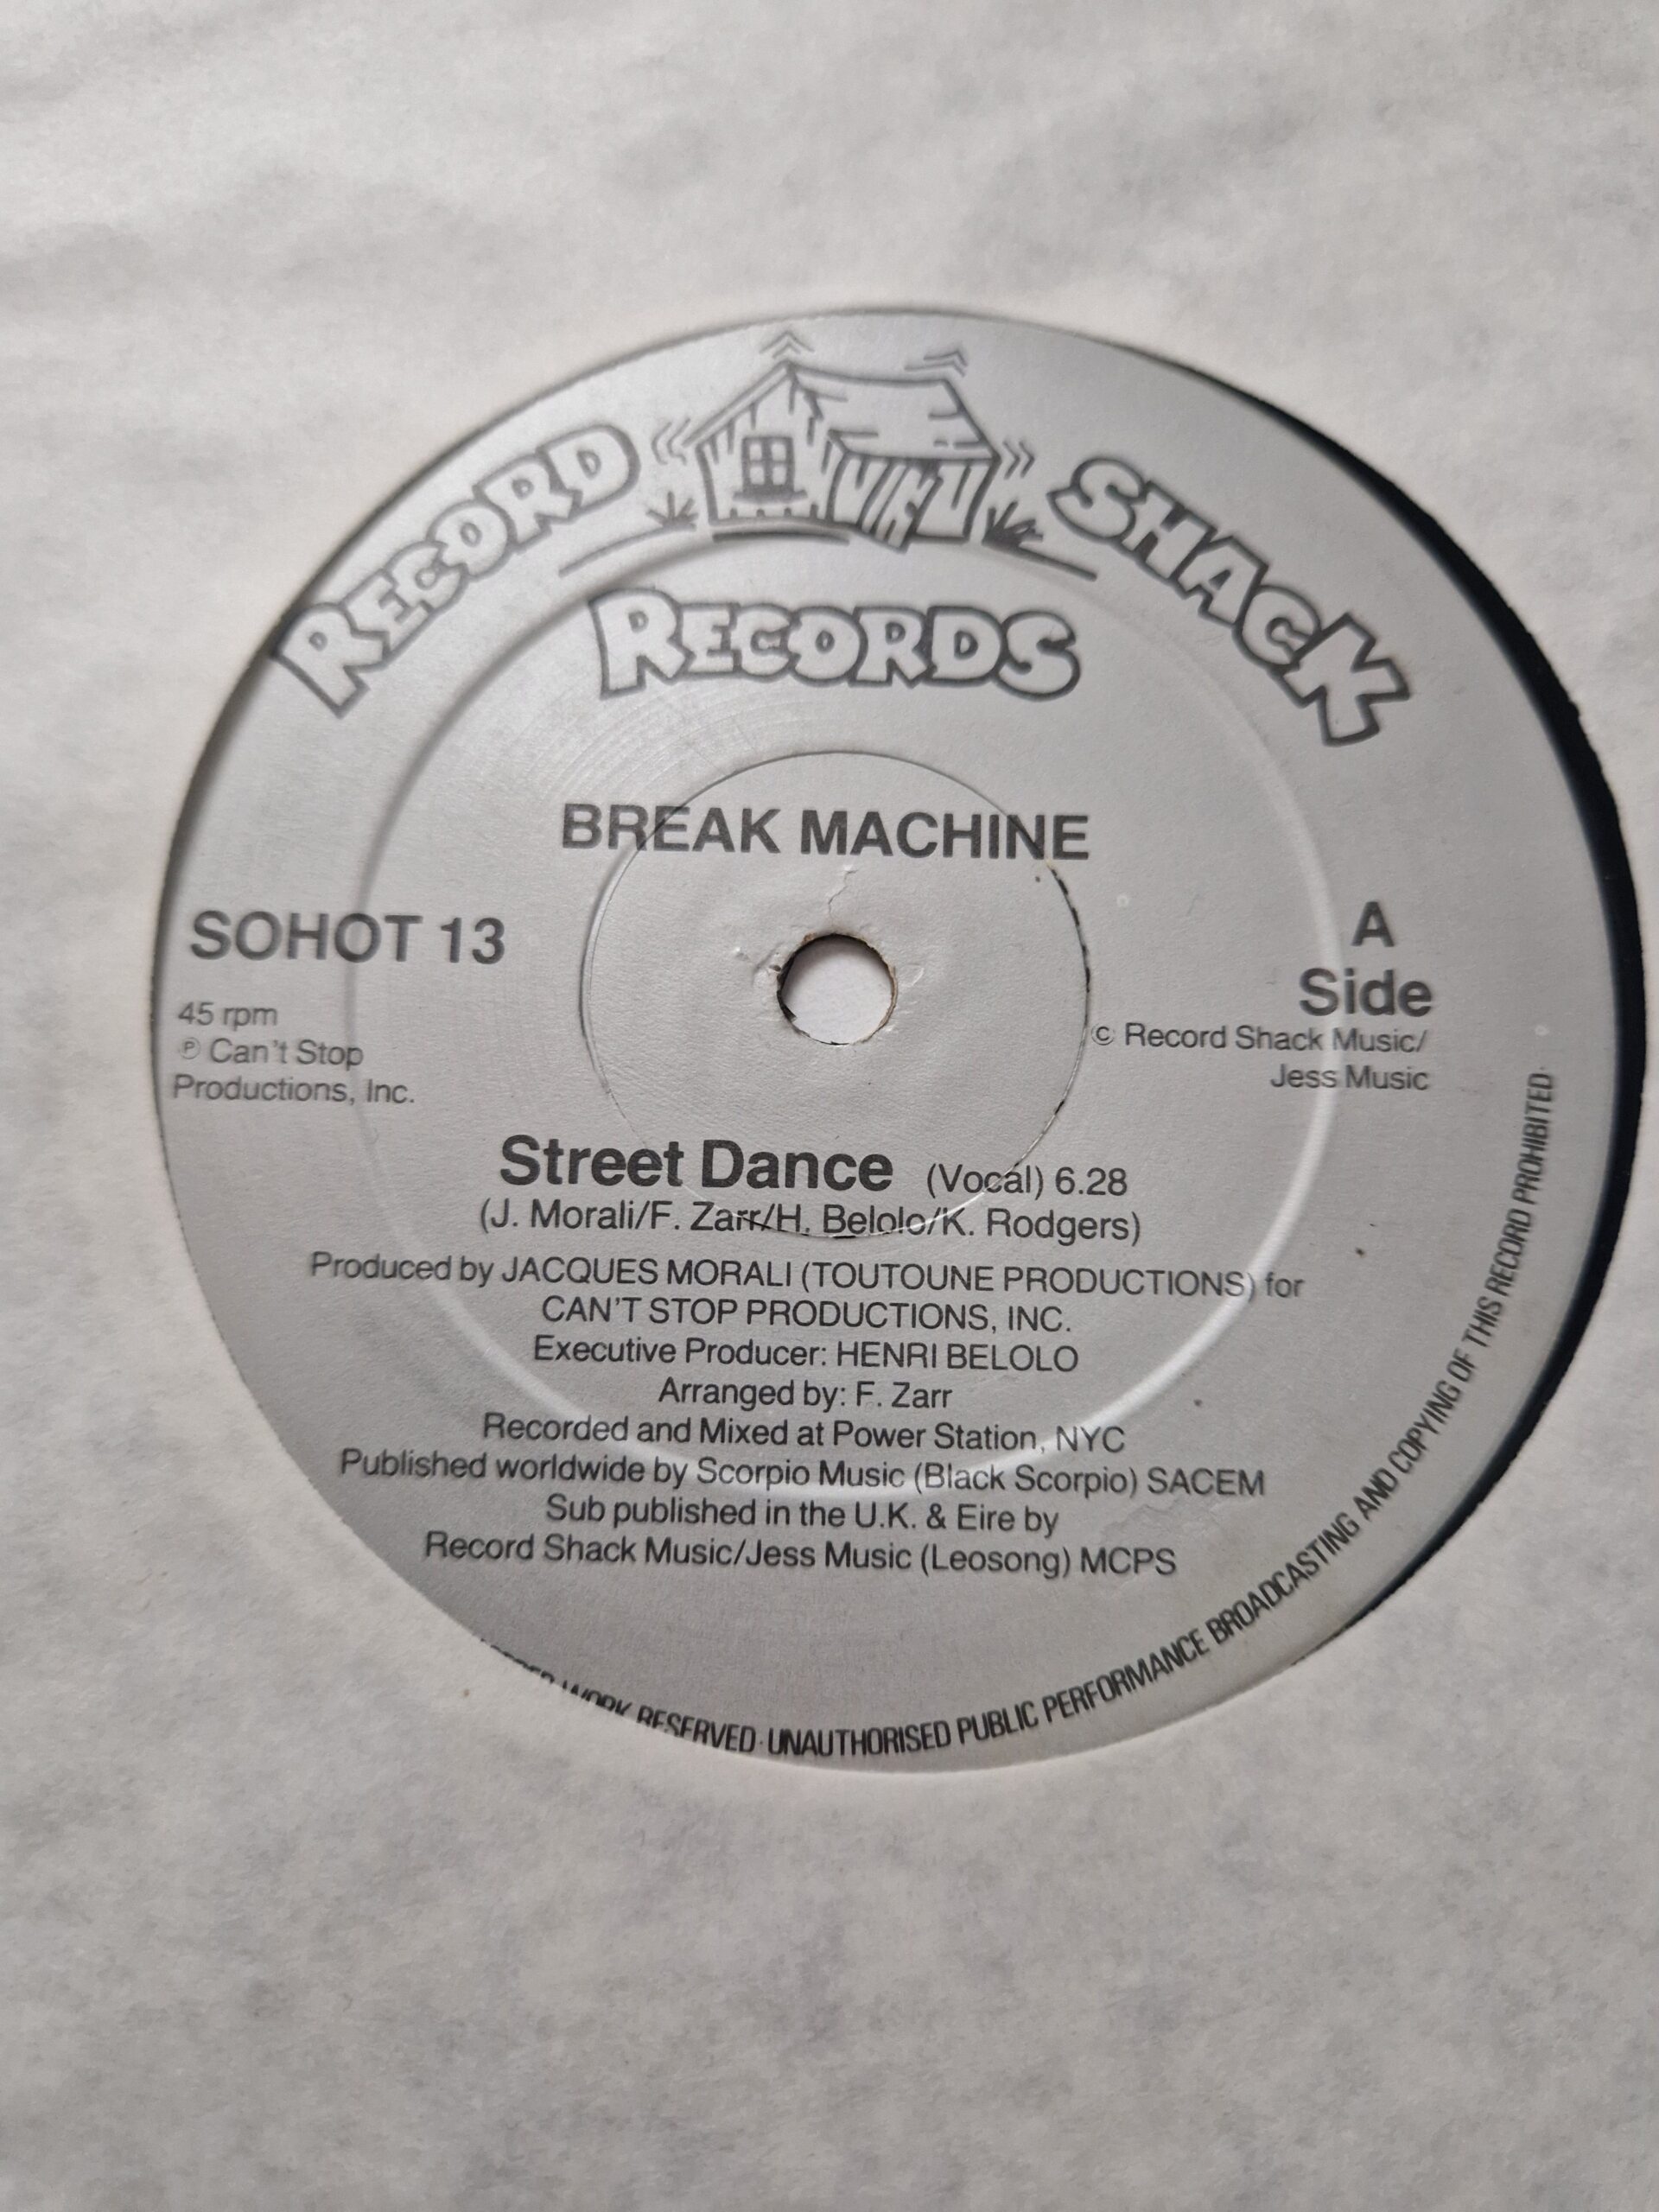 RECORD SHACK
RECORDS
BREAK MACHINE
SOHOT 13
45 rpm
℗ Can't Stop
Productions, Inc.
A
Side
© Record Shack Music/
Jess Music
Street Dance (Vocal) 6.28
(J. Morali/F. Zarr/H. Belolo/K. Rodgers)
Produced by JACQUES MORALI (TOUTOUNE PRODUCTIONS) for
CAN'T STOP PRODUCTIONS, INC.
Executive Producer: HENRI BELOLO
Arranged by: F. Zarr
Recorded and Mixed at Power Station, NYC
Published worldwide by Scorpio Music (Black Scorpio) SACEM
Sub published in the U.K. & Eire by
Record Shack Music/Jess Music (Leosong) MCPS
WORK RESERVED · UNAUTHORISED PUBLIC PERFORMANCE BROADCASTING AND COPYING OF THIS RECORD PROHIBITED ·